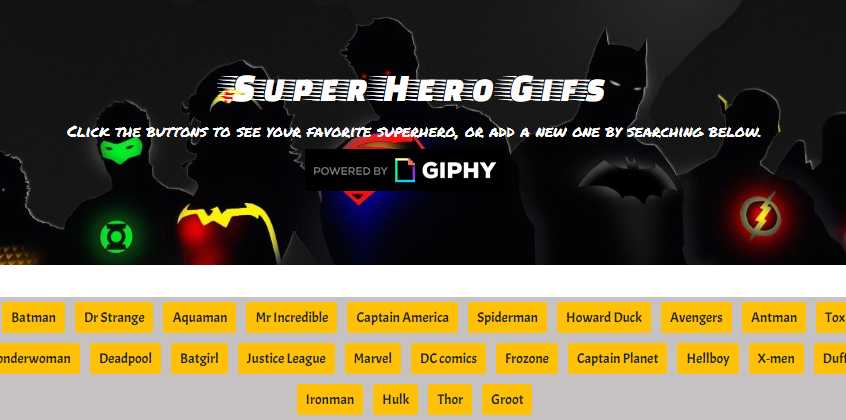 Super Hero Gifs
Click the buttons to see your favorite superhero, or add a new one by searching below.
POWERED BY GIPHY
Batman Dr Strange Aquaman Mr Incredible Captain America Spiderman Howard Duck Avengers Antman Tox
onderwoman Deadpool Batgirl Justice League Marvel DC comics Frozone Captain Planet Hellboy X-men Duff
Ironman Hulk Thor Groot